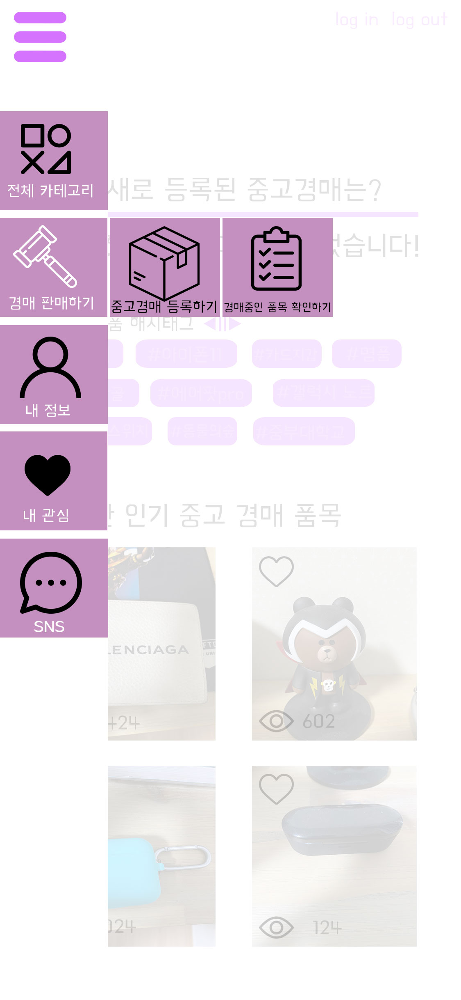 log in log out
전체 카테고리
새로 등록된 중고경매는?
습니다!
경매 판매하기
중고경매 등록하기
경매중인 품목 확인하기
품 해시태그
#아이폰11
#카드지갑
#명품
#에어팟pro
#갤럭시 노트
내 정보
스위치
#동물의숲
#중부대학교
내 관심
인기 중고 경매 품목
SNS
LENCIAGA
424
602
024
124